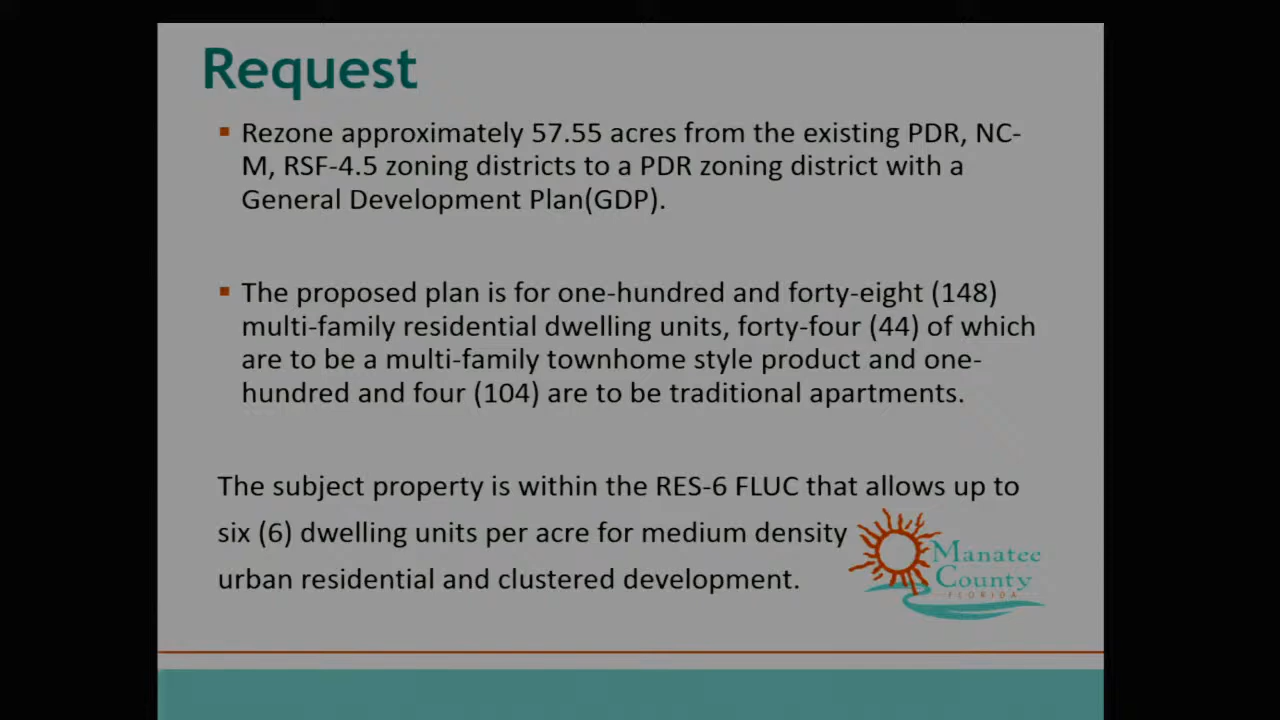 Request
Rezone approximately 57.55 acres from the existing PDR, NC-
M, RSF-4.5 zoning districts to a PDR zoning district with a
General Development Plan(GDP).
The proposed plan is for one-hundred and forty-eight (148)
multi-family residential dwelling units, forty-four (44) of which
are to be a multi-family townhome style product and one-
hundred and four (104) are to be traditional apartments.
The subject property is within the RES-6 FLUC that allows up to
six (6) dwelling units per acre for medium density
urban residential and clustered development.
Manatee
County
FLORIDA